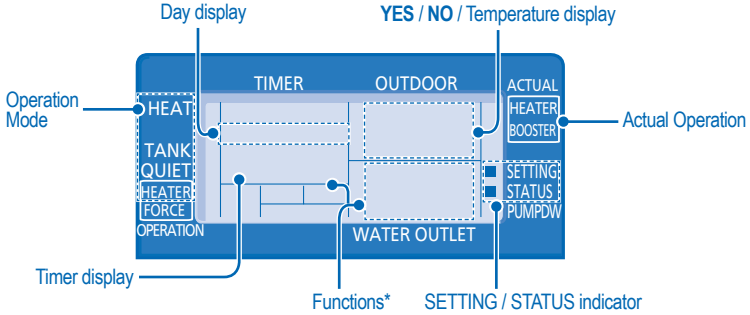 Day display
YES / NO / Temperature display
TIMER
OUTDOOR
ACTUAL
Operation
Mode
HEAT
HEATER
BOOSTER
Actual Operation
TANK
QUIET
HEATER
FORCE
OPERATION
SETTING
STATUS
PUMPDW
WATER OUTLET
Timer display
Functions*
SETTING / STATUS indicator